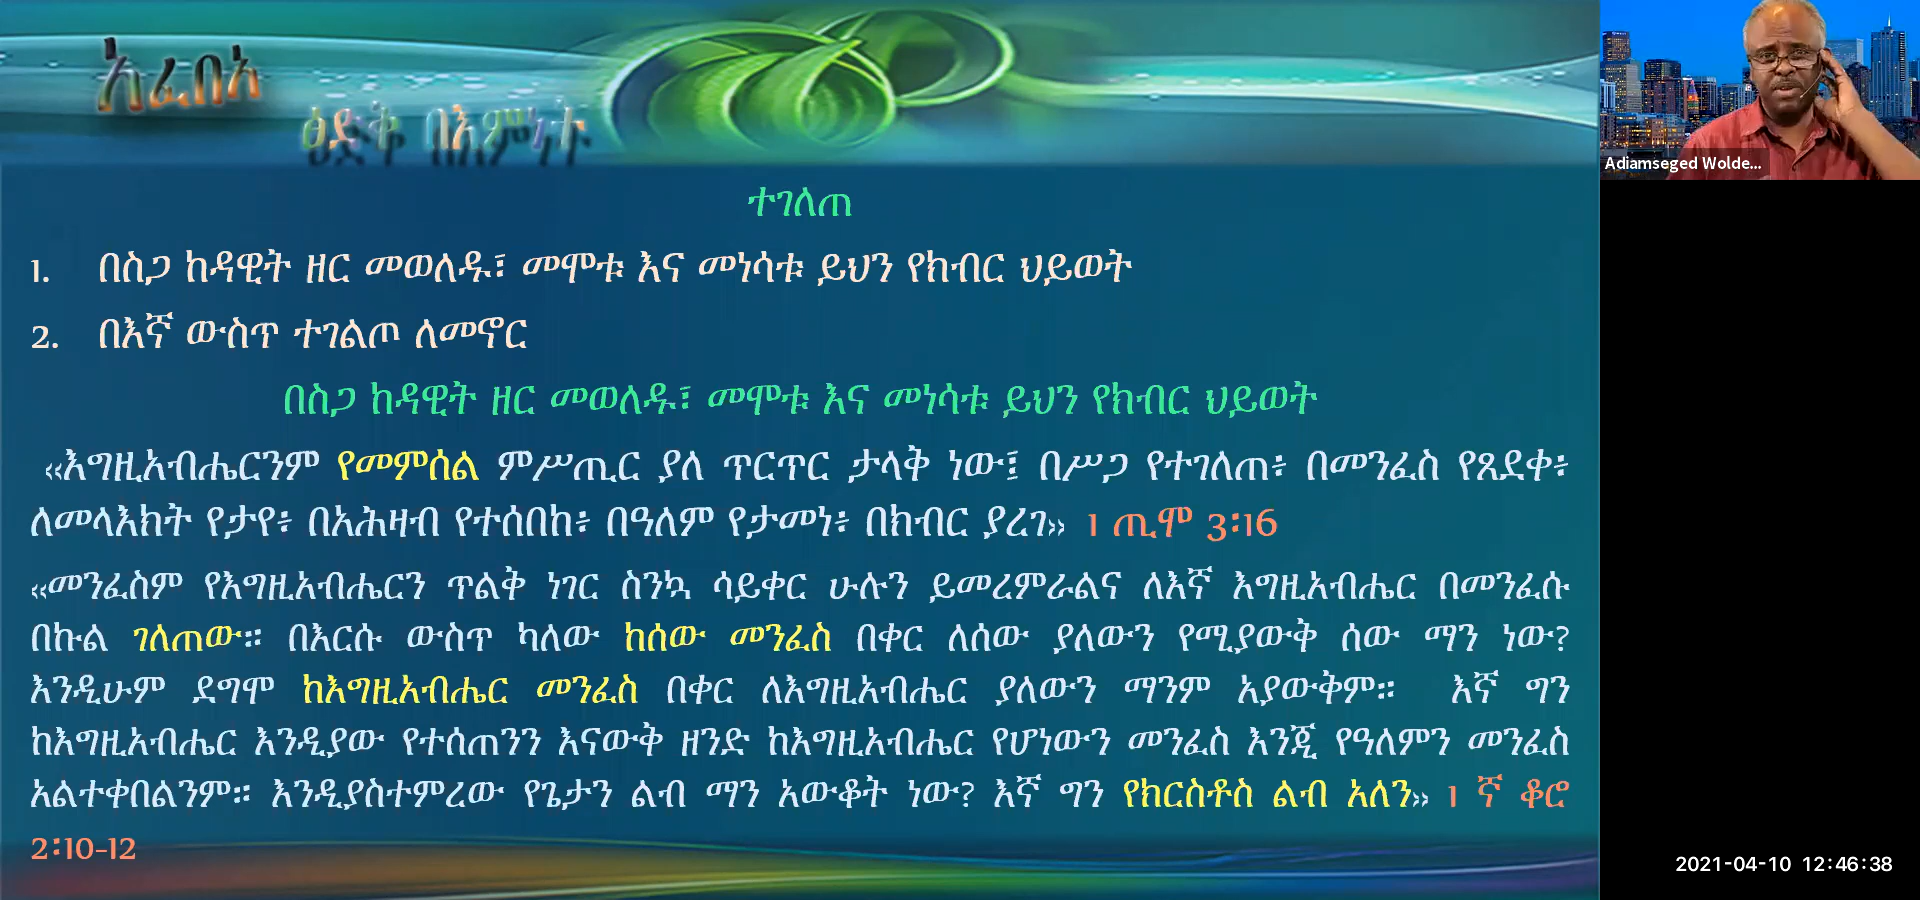 አፈበአ
ፅድቅ በእምነት
ተገለጠ
1. በስጋ ከዳዊት ዘር መወለዱ፣ መሞቱ እና መነሳቱ ይህን የክብር ህይወት
2. በእኛ ውስጥ ተገልጦ ለመኖር
በስጋ ከዳዊት ዘር መወለዱ፣ መሞቱ እና መነሳቱ ይህን የክብር ህይወት
‹‹እግዚአብሔርንም የመምሰል ምሥጢር ያለ ጥርጥር ታላቅ ነው፤ በሥጋ የተገለጠ፥ በመንፈስ የጸደቀ፥
ለመላእክት የታየ፥ በአሕዛብ የተሰበከ፥ በዓለም የታመነ፥ በክብር ያረገ›› 1 ጢሞ 3፡16
‹‹መንፈስም የእግዚአብሔርን ጥልቅ ነገር ስንኳ ሳይቀር ሁሉን ይመረምራልና ለእኛ እግዚአብሔር በመንፈሱ
በኩል ገለጠው። በእርሱ ውስጥ ካለው ከሰው መንፈስ በቀር ለሰው ያለውን የሚያውቅ ሰው ማን ነው?
እንዲሁም ደግሞ ከእግዚአብሔር መንፈስ በቀር ለእግዚአብሔር ያለውን ማንም አያውቅም። እኛ ግን
ከእግዚአብሔር እንዲያው የተሰጠንን እናውቅ ዘንድ ከእግዚአብሔር የሆነውን መንፈስ እንጂ የዓለምን መንፈስ
አልተቀበልንም። እንዲያስተምረው የጌታን ልብ ማን አውቆት ነው? እኛ ግን የክርስቶስ ልብ አለን›› 1 ኛ ቆሮ
2፡10-12
Adiamseged Wolde...
2021-04-10 12:46:38